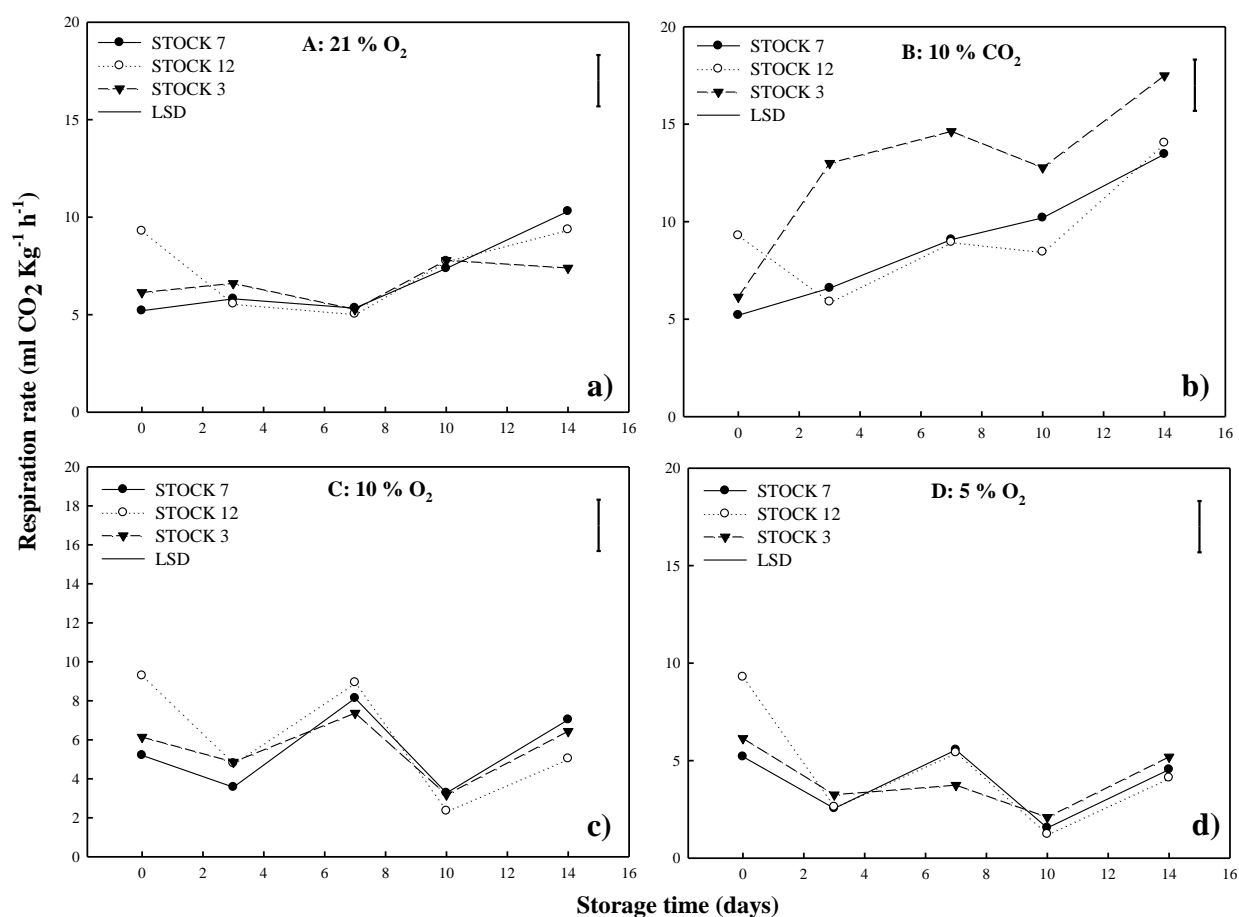 Respiration rate (ml CO2 Kg-1 h-1)
A: 21 % O2
STOCK 7
STOCK 12
STOCK 3
LSD
20
15
10
5
0
0 2 4 6 8 10 12 14 16
a)
B: 10 % CO2
STOCK 7
STOCK 12
STOCK 3
LSD
20
15
10
5
0
0 2 4 6 8 10 12 14 16
b)
C: 10 % O2
STOCK 7
STOCK 12
STOCK 3
LSD
20
18
16
14
12
10
8
6
4
2
0
0 2 4 6 8 10 12 14 16
c)
D: 5 % O2
STOCK 7
STOCK 12
STOCK 3
LSD
20
15
10
5
0
0 2 4 6 8 10 12 14 16
d)
Storage time (days)